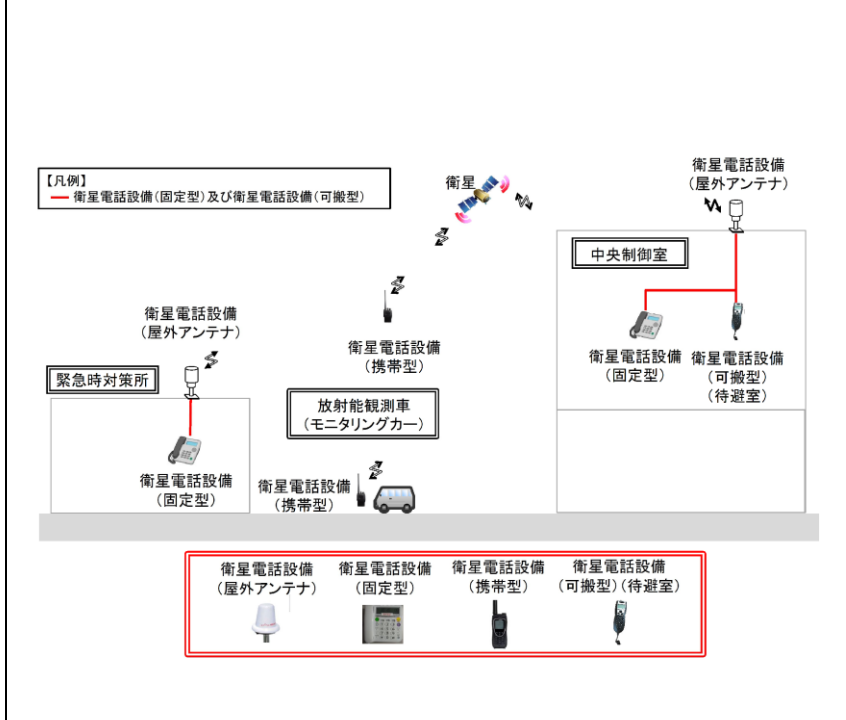 【凡例】
衛星電話設備(固定型)及び衛星電話設備(可搬型)
衛星
衛星電話設備
(屋外アンテナ)
中央制御室
衛星電話設備
(固定型)
衛星電話設備
(可搬型)
(待避室)
衛星電話設備
(携帯型)
衛星電話設備
(屋外アンテナ)
緊急時対策所
衛星電話設備
(固定型)
放射能観測車
(モニタリングカー)
衛星電話設備
(携帯型)
衛星電話設備
(屋外アンテナ)
衛星電話設備
(固定型)
衛星電話設備
(携帯型)
衛星電話設備
(可搬型)(待避室)